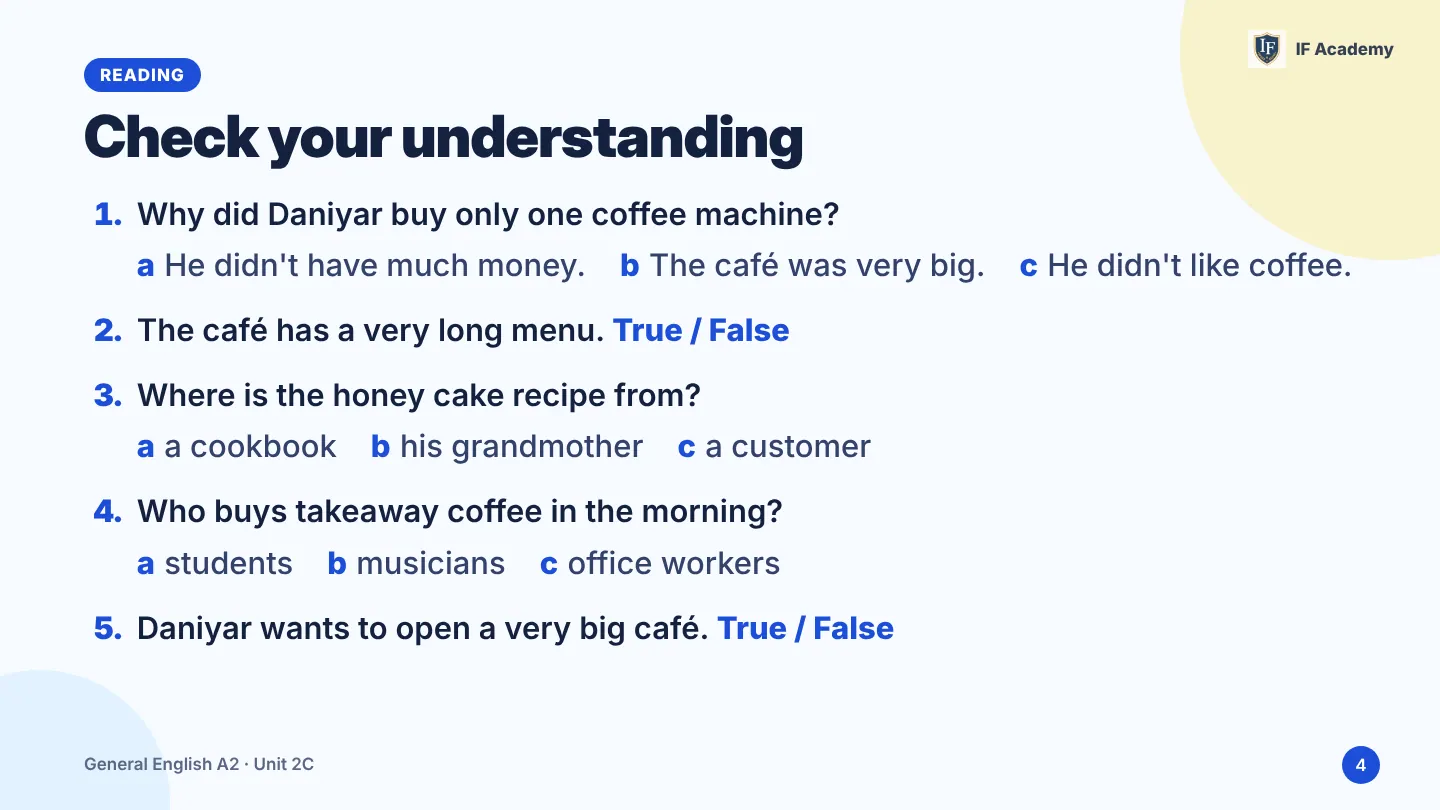 IF
IF Academy
READING
Check your understanding
1. Why did Daniyar buy only one coffee machine?
a He didn't have much money. b The café was very big. c He didn't like coffee.
2. The café has a very long menu. True / False
3. Where is the honey cake recipe from?
a a cookbook b his grandmother c a customer
4. Who buys takeaway coffee in the morning?
a students b musicians c office workers
5. Daniyar wants to open a very big café. True / False
General English A2 · Unit 2C
4